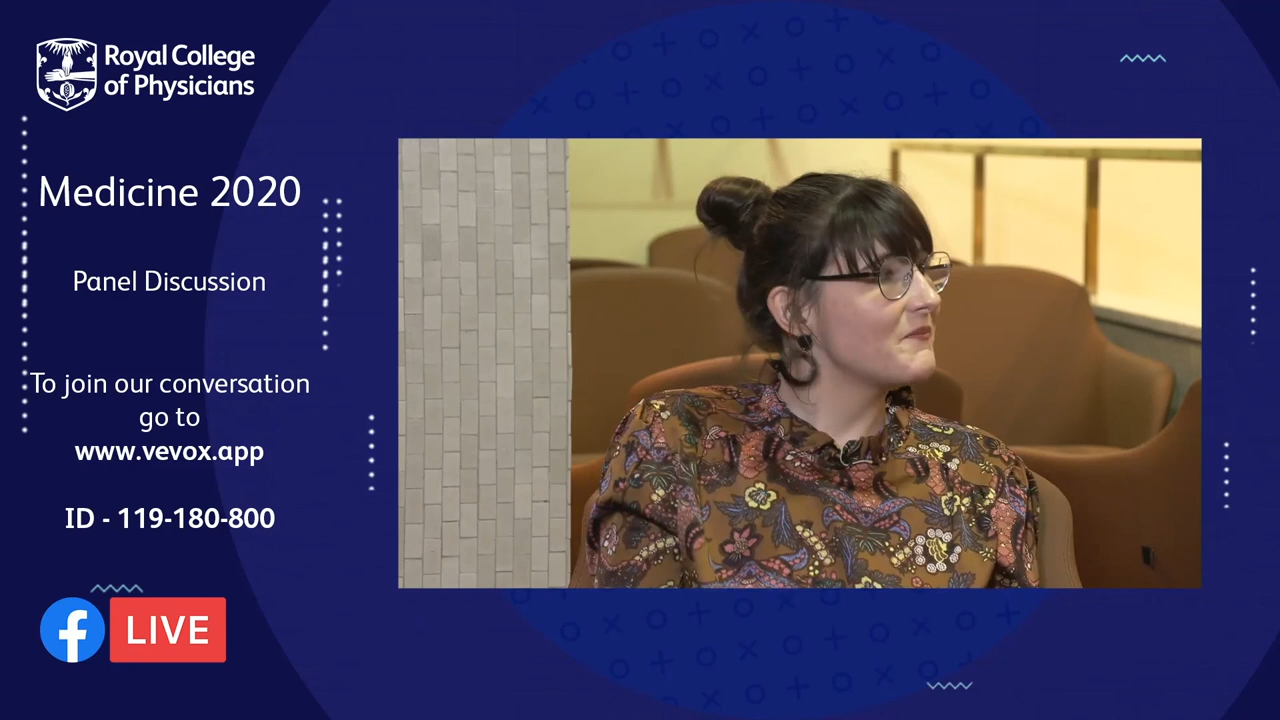 Royal College
of Physicians
Medicine 2020
Panel Discussion
To join our conversation
go to
www.vevox.app
ID - 119-180-800
LIVE